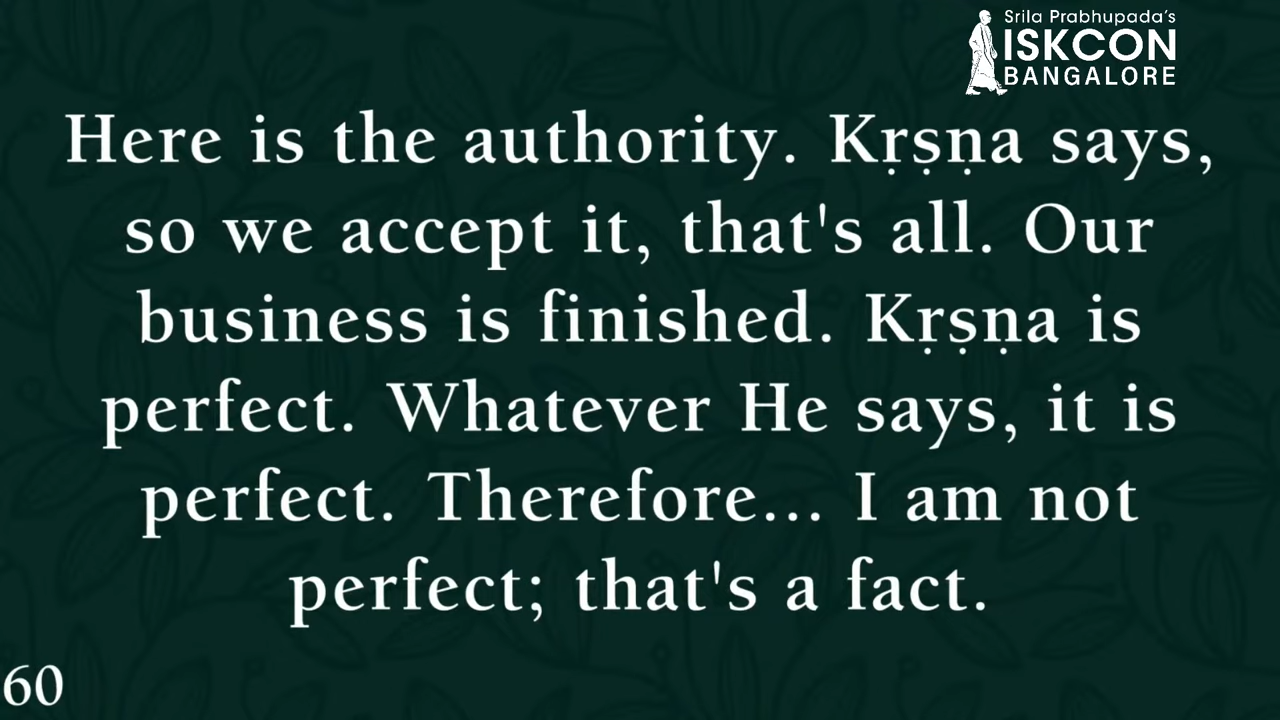 Srila Prabhupada's
ISKCON
BANGALORE
Here is the authority. Kṛṣṇa says,
so we accept it, that's all. Our
business is finished. Kṛṣṇa is
perfect. Whatever He says, it is
perfect. Therefore... I am not
perfect; that's a fact.
60